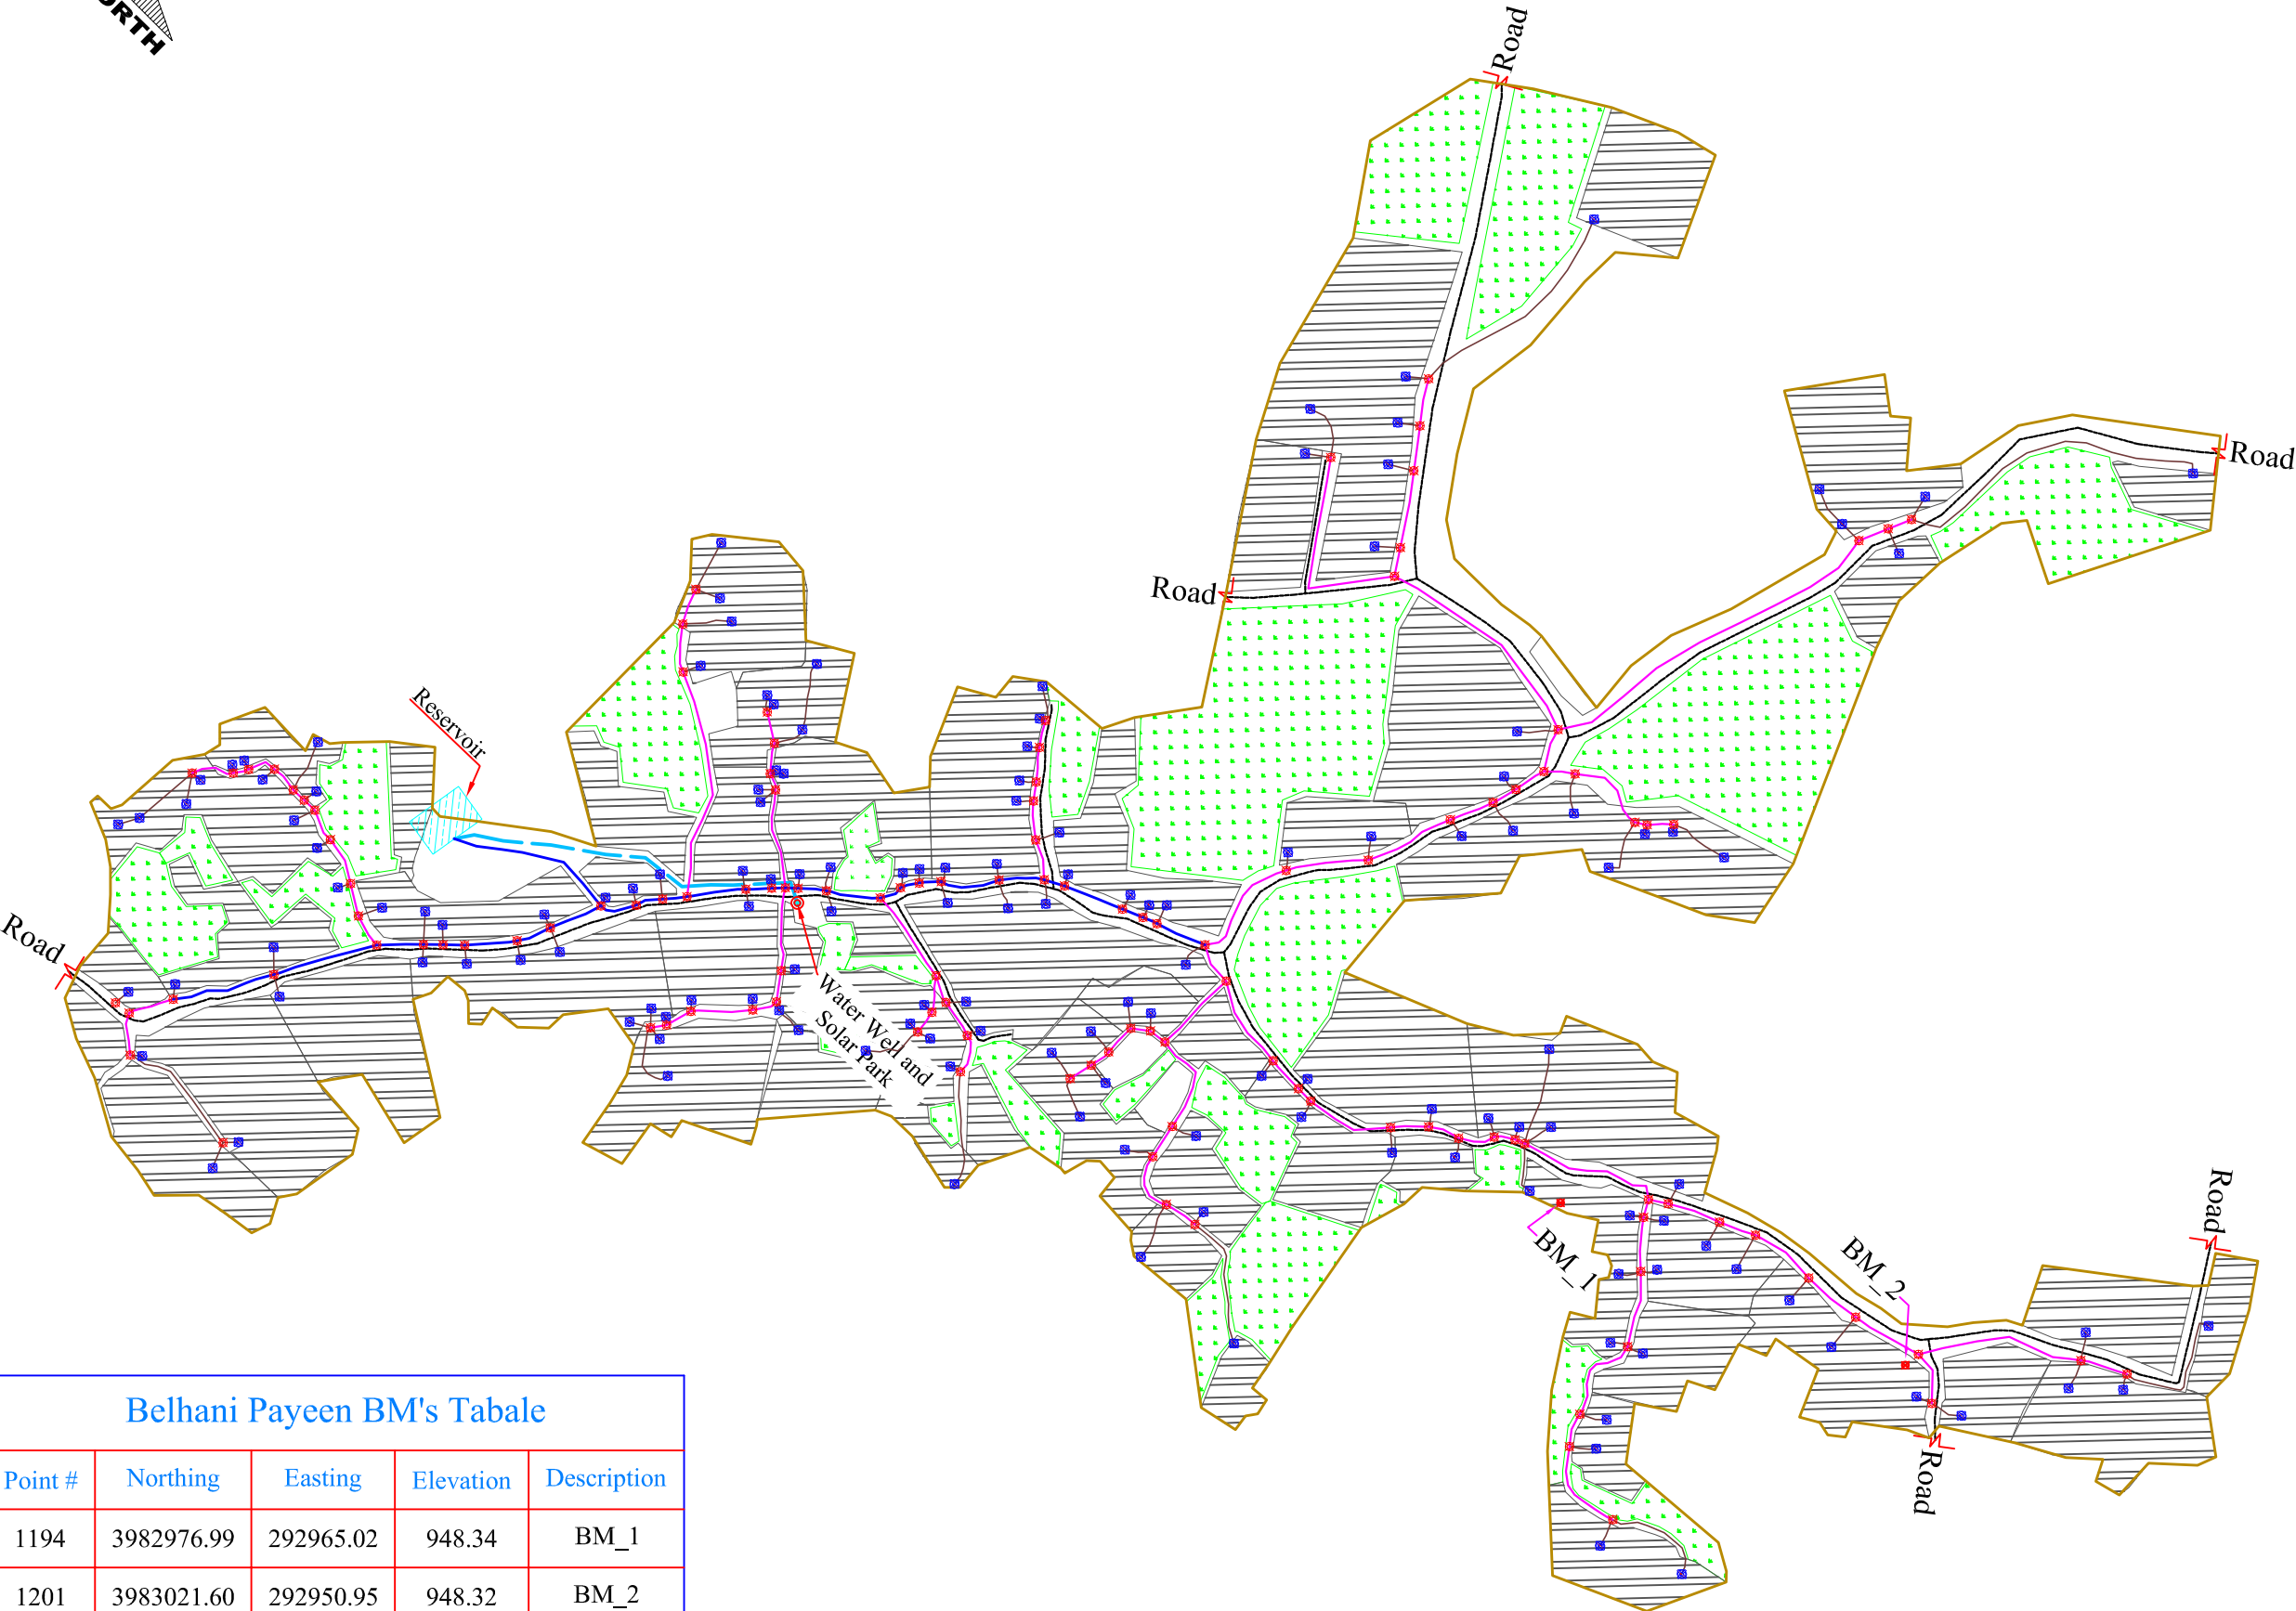 Road
Road
Road
Reservoir
Road
Water Well and
Solar Park
BM_1
BM_2
Road
Road
Belhani Payeen BM's Tabale
Point # Northing Easting Elevation Description
1194 3982976.99 292965.02 948.34 BM_1
1201 3983021.60 292950.95 948.32 BM_2